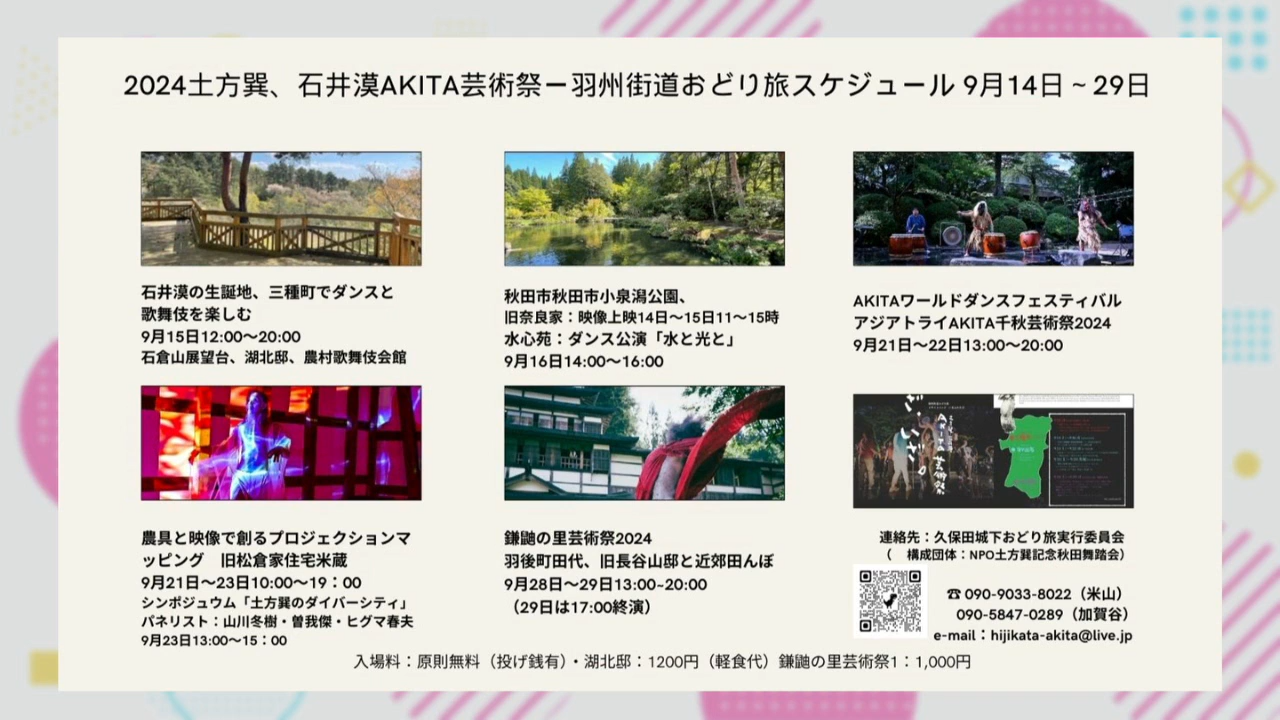 2024土方巽、石井漠AKITA芸術祭ー羽州街道おどり旅スケジュール 9月14日 ~ 29日
石井漠の生誕地、三種町でダンスと
歌舞伎を楽しむ
9月15日12:00〜20:00
石倉山展望台、湖北邸、農村歌舞伎会館
秋田市秋田市小泉潟公園、
旧奈良家：映像上映14日〜15日11〜15時
水心苑：ダンス公演「水と光と」
9月16日14:00〜16:00
AKITAワールドダンスフェスティバル
アジアトライAKITA千秋芸術祭2024
9月21日〜22日13:00〜20:00
農具と映像で創るプロジェクションマ
ッピング　旧松倉家住宅米蔵
9月21日〜23日10:00〜19：00
シンポジュウム「土方巽のダイバーシティ」
パネリスト：山川冬樹・曽我傑・ヒグマ春夫
9月23日13:00〜15：00
鎌鼬の里芸術祭2024
羽後町田代、旧長谷山邸と近郊田んぼ
9月28日〜29日13:00~20:00
（29日は17:00終演）
AKITA芸術祭
連絡先：久保田城下おどり旅実行委員会
（　構成団体：NPO土方巽記念秋田舞踏会）
☎ 090-9033-8022（米山）
090-5847-0289（加賀谷）
e-mail：hijikata-akita@live.jp
入場料：原則無料（投げ銭有）・湖北邸：1200円（軽食代）鎌鼬の里芸術祭1：1,000円